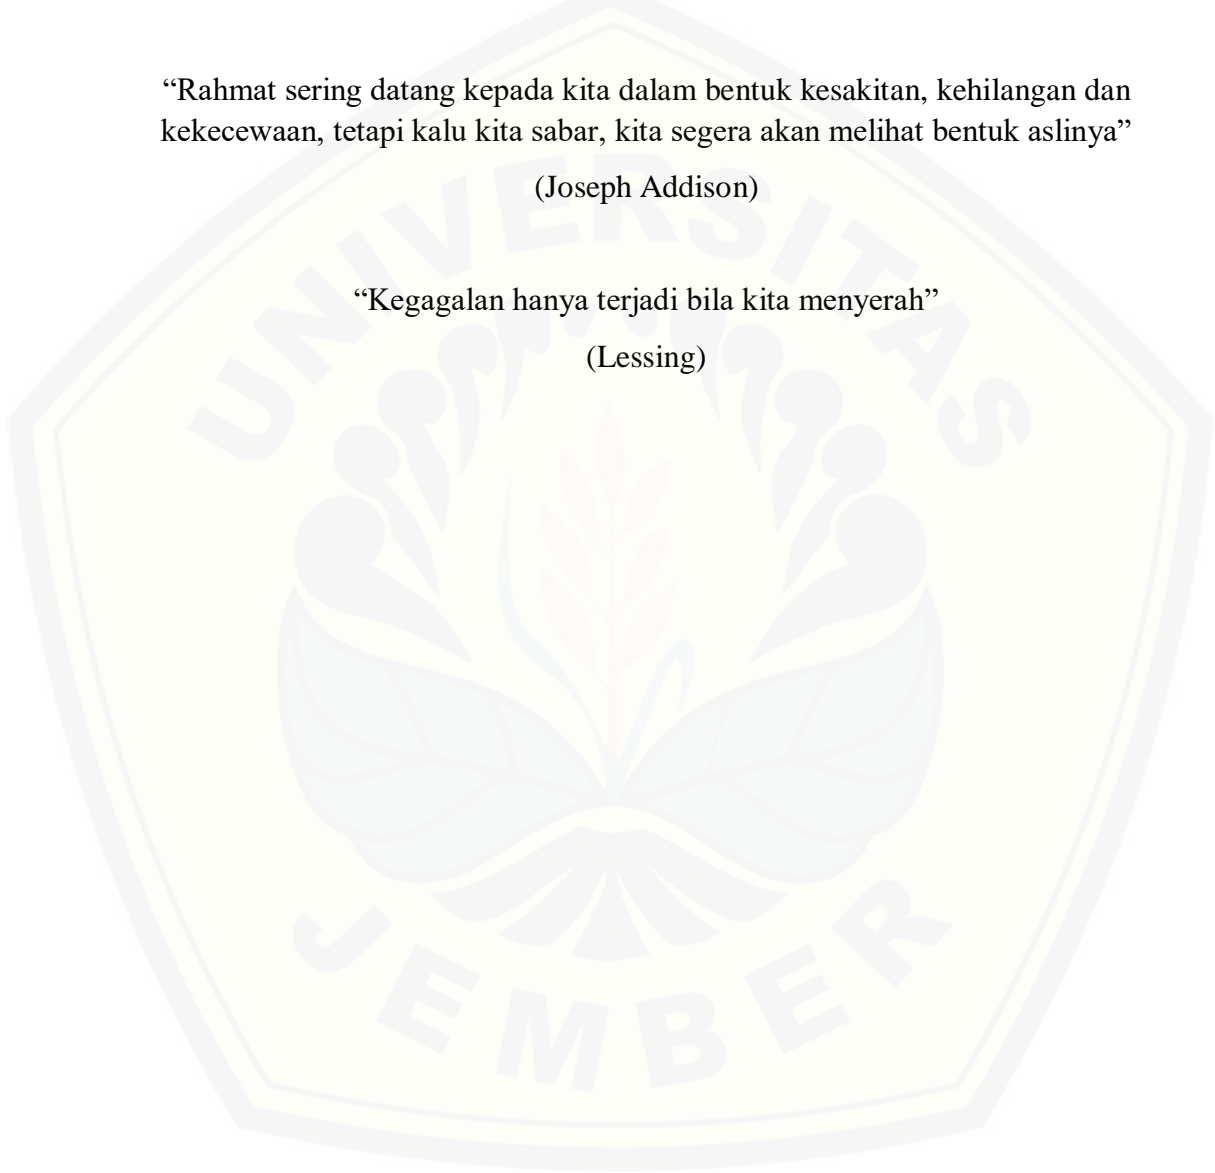 “Rahmat sering datang kepada kita dalam bentuk kesakitan, kehilangan dan
kekecewaan, tetapi kalu kita sabar, kita segera akan melihat bentuk aslinya”
(Joseph Addison)
“Kegagalan hanya terjadi bila kita menyerah”
(Lessing)
UNIVERSITAS
JEMBER